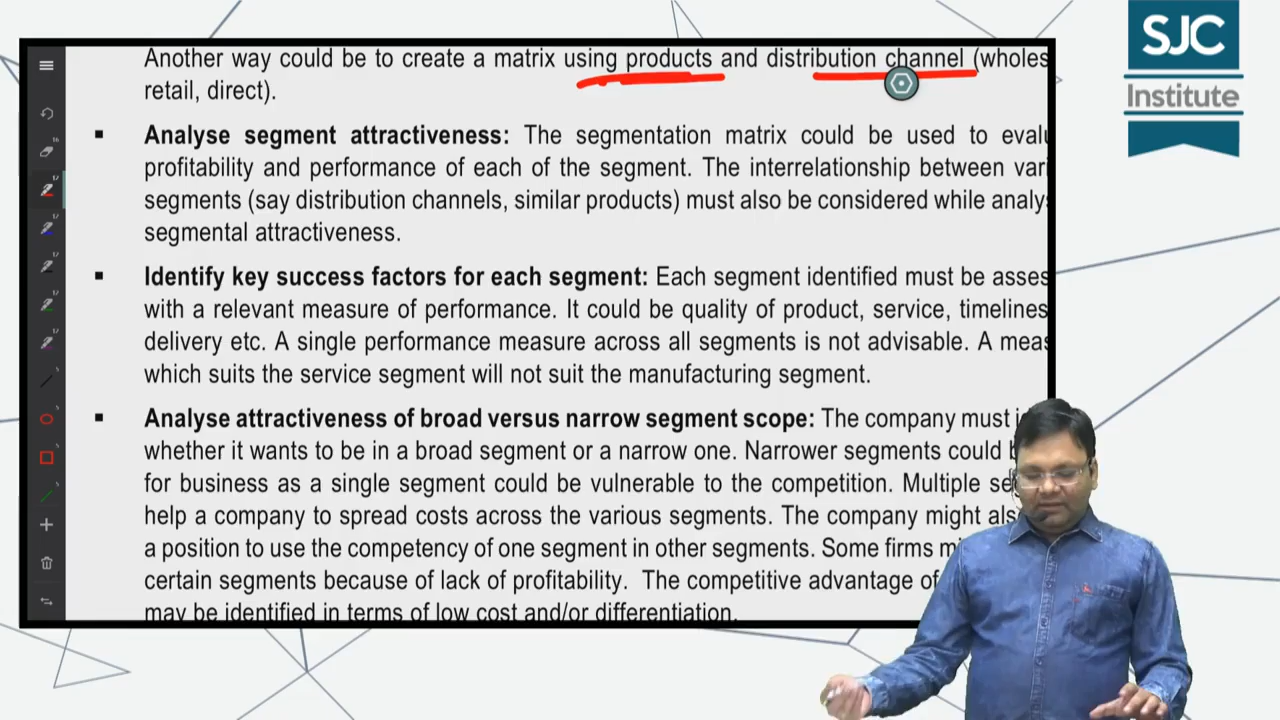 SJC
Institute
Another way could be to create a matrix using products and distribution channel (wholes
retail, direct).
▪ Analyse segment attractiveness: The segmentation matrix could be used to evalu
profitability and performance of each of the segment. The interrelationship between vari
segments (say distribution channels, similar products) must also be considered while analys
segmental attractiveness.
▪ Identify key success factors for each segment: Each segment identified must be asses
with a relevant measure of performance. It could be quality of product, service, timelines
delivery etc. A single performance measure across all segments is not advisable. A meas
which suits the service segment will not suit the manufacturing segment.
▪ Analyse attractiveness of broad versus narrow segment scope: The company must
whether it wants to be in a broad segment or a narrow one. Narrower segments could
for business as a single segment could be vulnerable to the competition. Multiple
help a company to spread costs across the various segments. The company might
a position to use the competency of one segment in other segments. Some firms
certain segments because of lack of profitability. The competitive advantage of
may be identified in terms of low cost and/or differentiation.